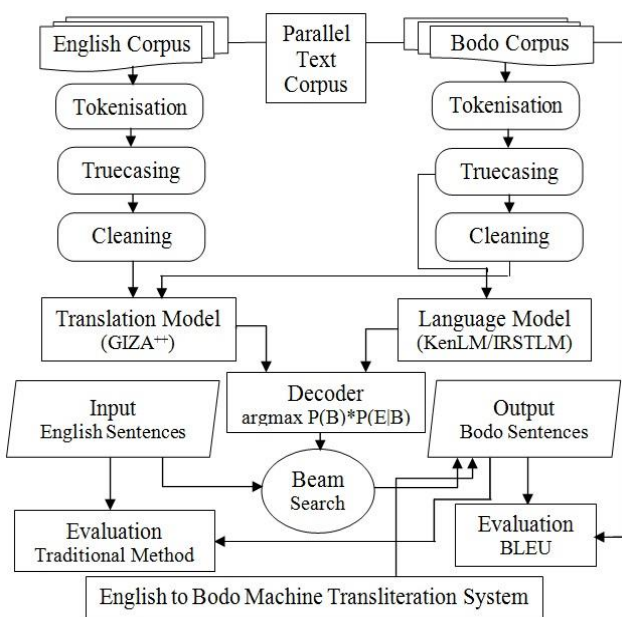 English Corpus
Parallel
Text
Corpus
Bodo Corpus
Tokenisation
Tokenisation
Truecasing
Truecasing
Cleaning
Cleaning
Translation Model
(GIZA⁺⁺)
Language Model
(KenLM/IRSTLM)
Decoder
argmax P(B)*P(E|B)
Input
English Sentences
Output
Bodo Sentences
Beam
Search
Evaluation
Traditional Method
Evaluation
BLEU
English to Bodo Machine Transliteration System